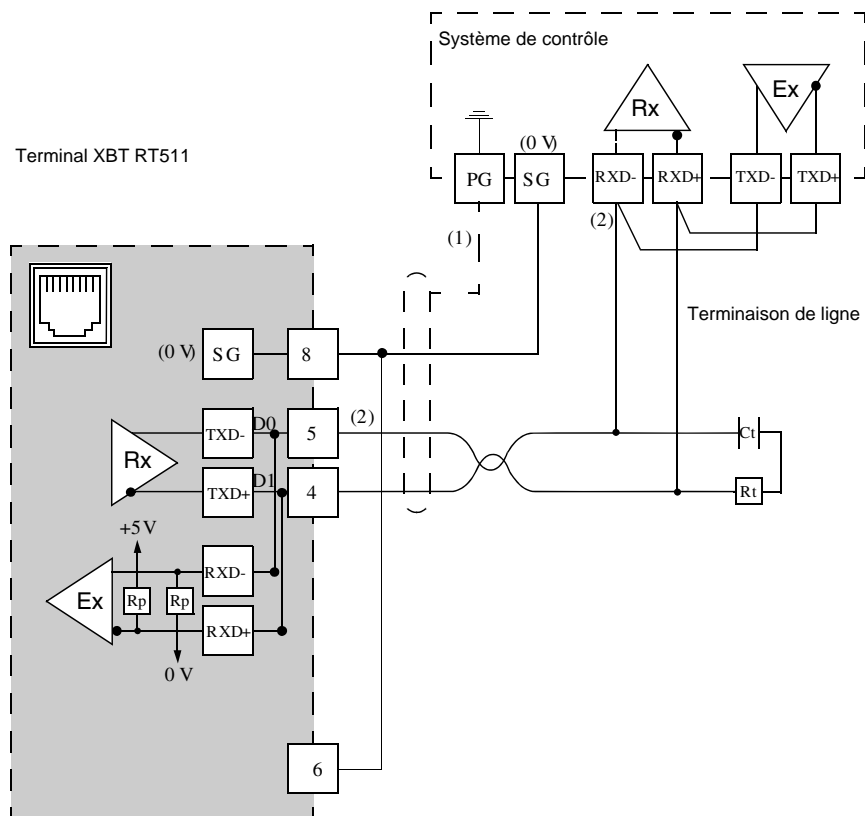 Système de contrôle
Rx
Ex
Terminal XBT RT511
(0 V)
PG
SG
RXD-
RXD+
TXD-
TXD+
(1)
(2)
Terminaison de ligne
(0 V)
SG
8
TXD-
D0
5
(2)
Ct
Rx
TXD+
D1
4
Rt
+5V
RXD-
Ex
Rp
Rp
RXD+
0 V
6